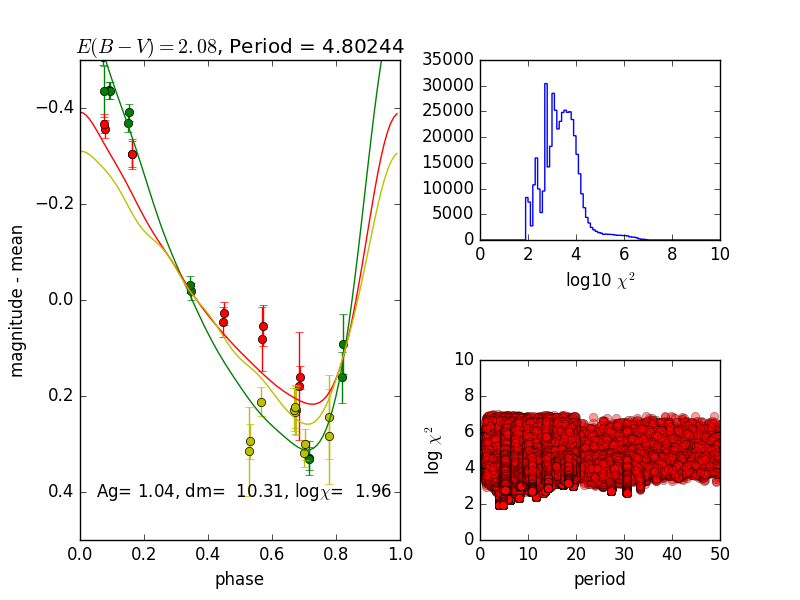 E(B − V) = 2.08, Period = 4.80244
−0.4
−0.2
0.0
0.2
0.4
magnitude - mean
Ag= 1.04, dm= 10.31, logχ= 1.96
0.0 0.2 0.4 0.6 0.8 1.0
phase
35000
30000
25000
20000
15000
10000
5000
0
0 2 4 6 8 10
log10 χ²
10
8
6
4
2
0
log χ²
0 10 20 30 40 50
period